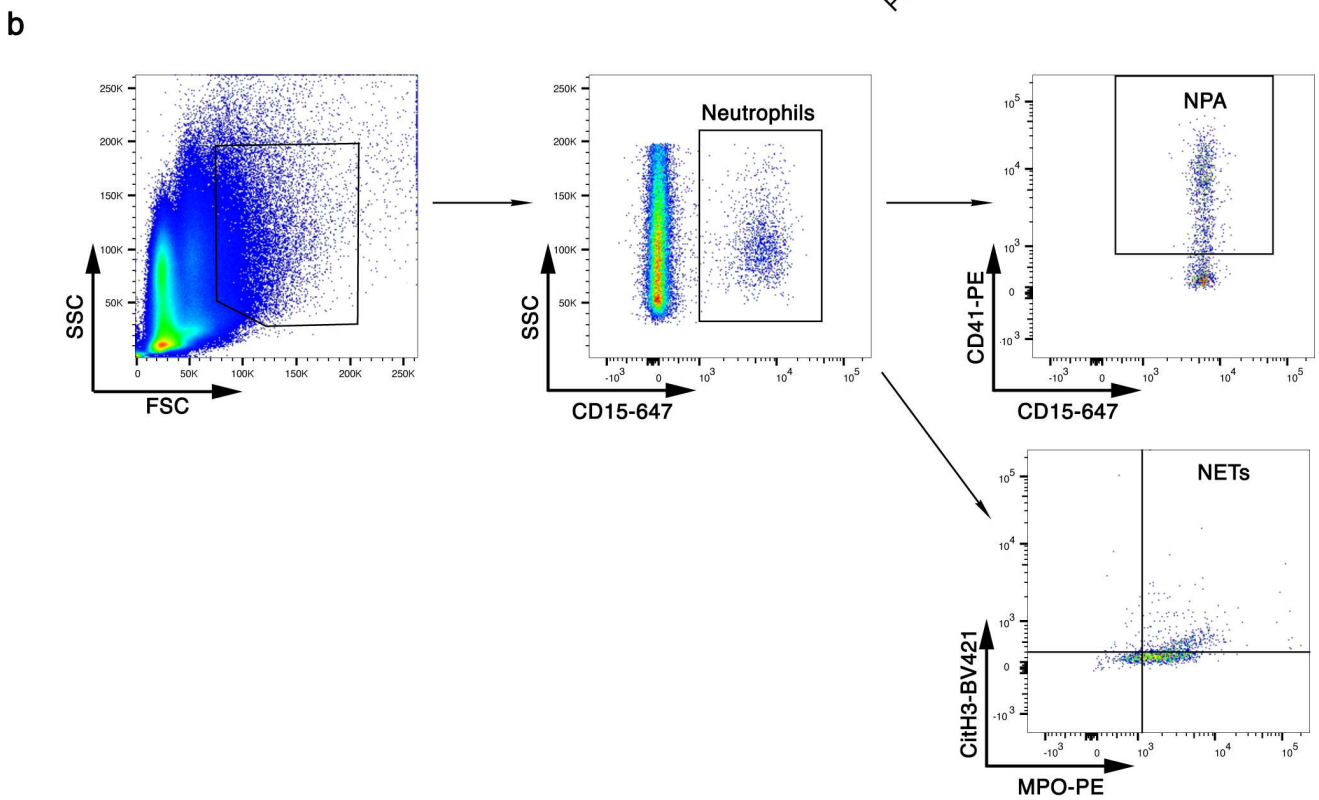 b
250K
200K
150K
100K
50K
SSC
0 50K 100K 150K 200K 250K
FSC
Neutrophils
250K
200K
150K
100K
50K
SSC
-10³ 0 10³ 10⁴ 10⁵
CD15-647
NPA
10⁵
10⁴
10³
0
-10³
CD41-PE
-10³ 0 10³ 10⁴ 10⁵
CD15-647
NETs
10⁵
10⁴
10³
0
-10³
CitH3-BV421
-10³ 0 10³ 10⁴ 10⁵
MPO-PE